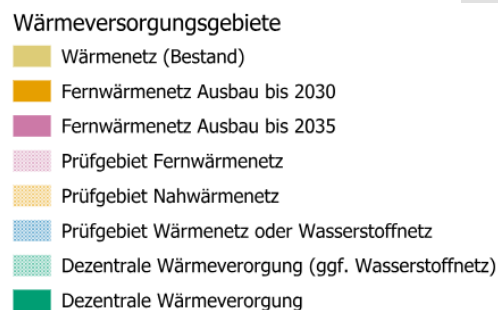 Wärmeversorgungsgebiete
Wärmenetz (Bestand)
Fernwärmenetz Ausbau bis 2030
Fernwärmenetz Ausbau bis 2035
Prüfgebiet Fernwärmenetz
Prüfgebiet Nahwärmenetz
Prüfgebiet Wärmenetz oder Wasserstoffnetz
Dezentrale Wärmeverorgung (ggf. Wasserstoffnetz)
Dezentrale Wärmeverorgung